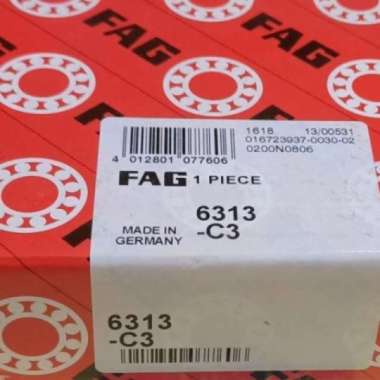 FAG
FAG
1618 13/00531
016723937-0030-02
0200N0806
4 012801 077606
FAG 1 PIECE
6313
-C3
MADE IN
GERMANY
6313
-C3